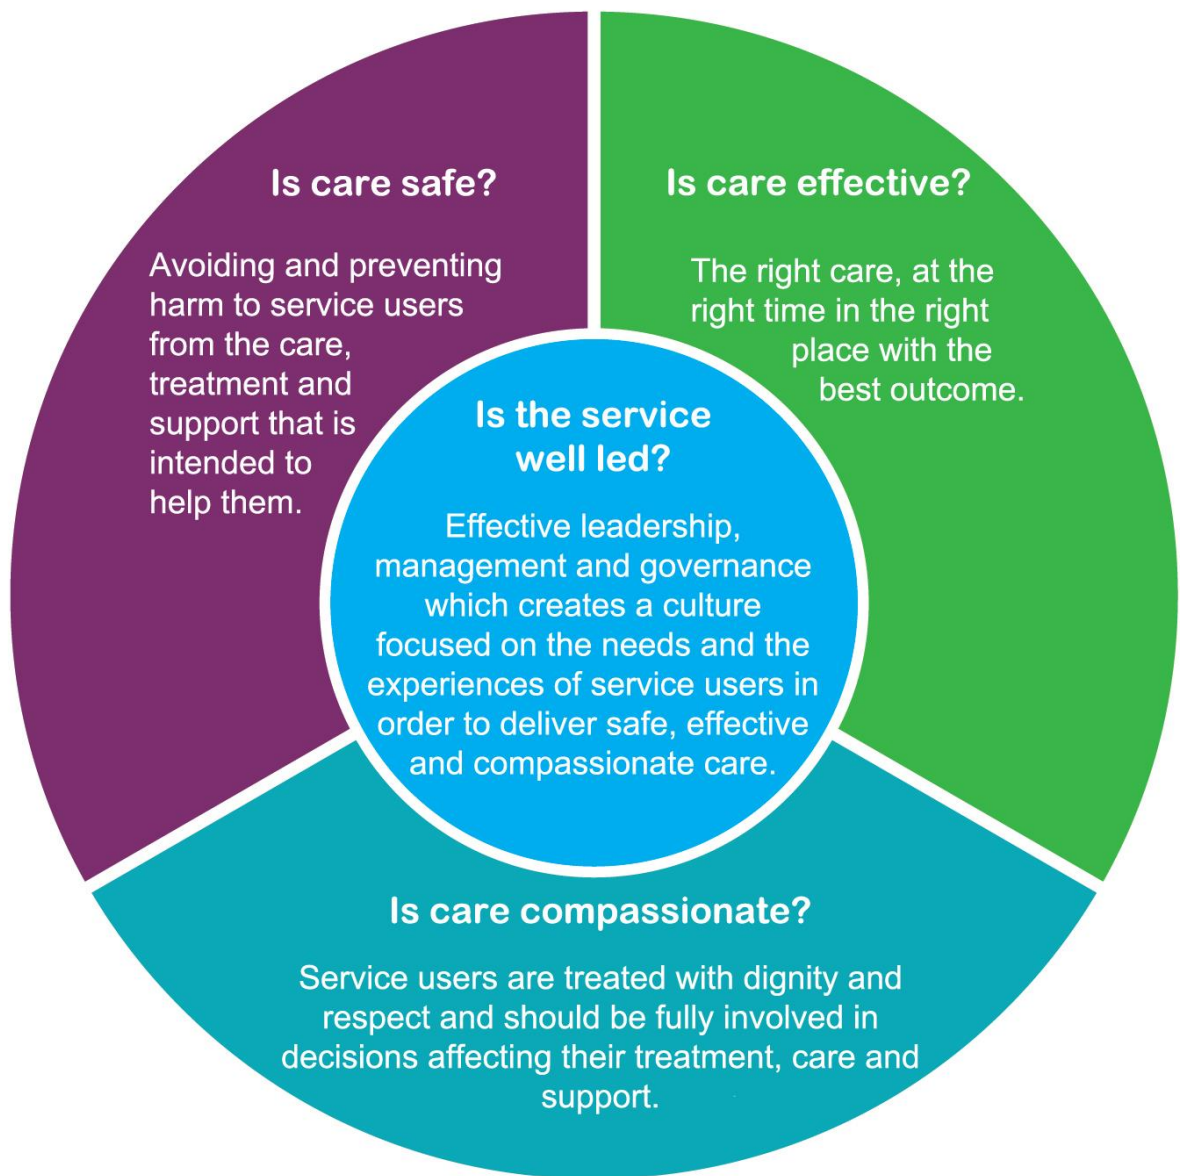 Is care safe?
Avoiding and preventing
harm to service users
from the care,
treatment and
support that is
intended to
help them.
Is care effective?
The right care, at the
right time in the right
place with the
best outcome.
Is the service
well led?
Effective leadership,
management and governance
which creates a culture
focused on the needs and the
experiences of service users in
order to deliver safe, effective
and compassionate care.
Is care compassionate?
Service users are treated with dignity and
respect and should be fully involved in
decisions affecting their treatment, care and
support.